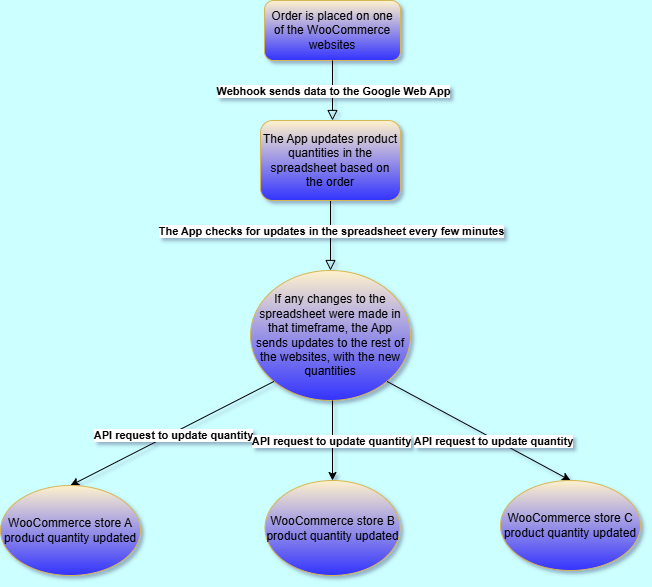 Order is placed on one
of the WooCommerce
websites
Webhook sends data to the Google Web App
The App updates product
quantities in the
spreadsheet based on
the order
The App checks for updates in the spreadsheet every few minutes
If any changes to the
spreadsheet were made in
that timeframe, the App
sends updates to the rest of
the websites, with the new
quantities
API request to update quantity
API request to update quantity
API request to update quantity
WooCommerce store A
product quantity updated
WooCommerce store B
product quantity updated
WooCommerce store C
product quantity updated